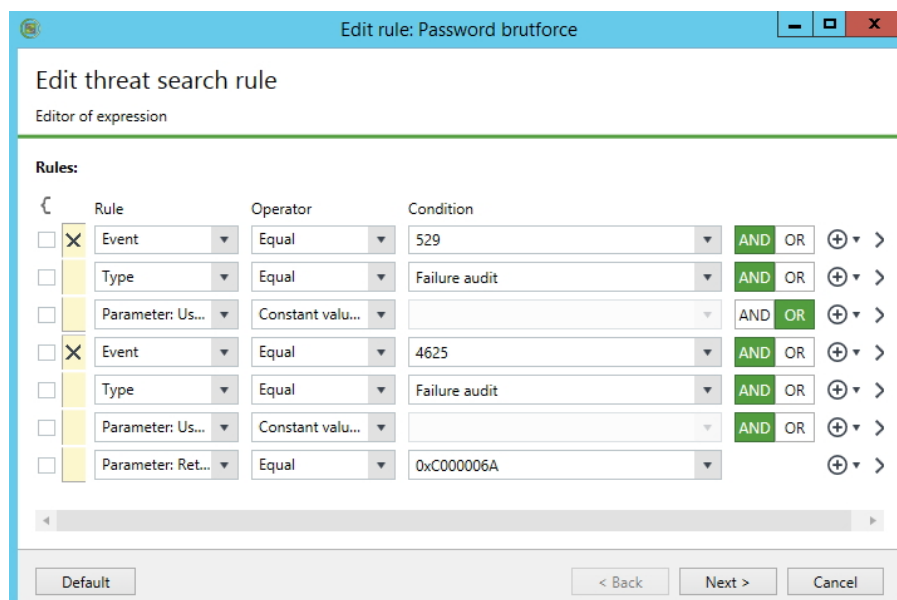 Edit rule: Password brutforce
Edit threat search rule
Editor of expression
Rules:
Rule Operator Condition
Event Equal 529 AND OR
Type Equal Failure audit AND OR
Parameter: Us... Constant valu... AND OR
Event Equal 4625 AND OR
Type Equal Failure audit AND OR
Parameter: Us... Constant valu... AND OR
Parameter: Ret... Equal 0xC000006A
Default < Back Next > Cancel